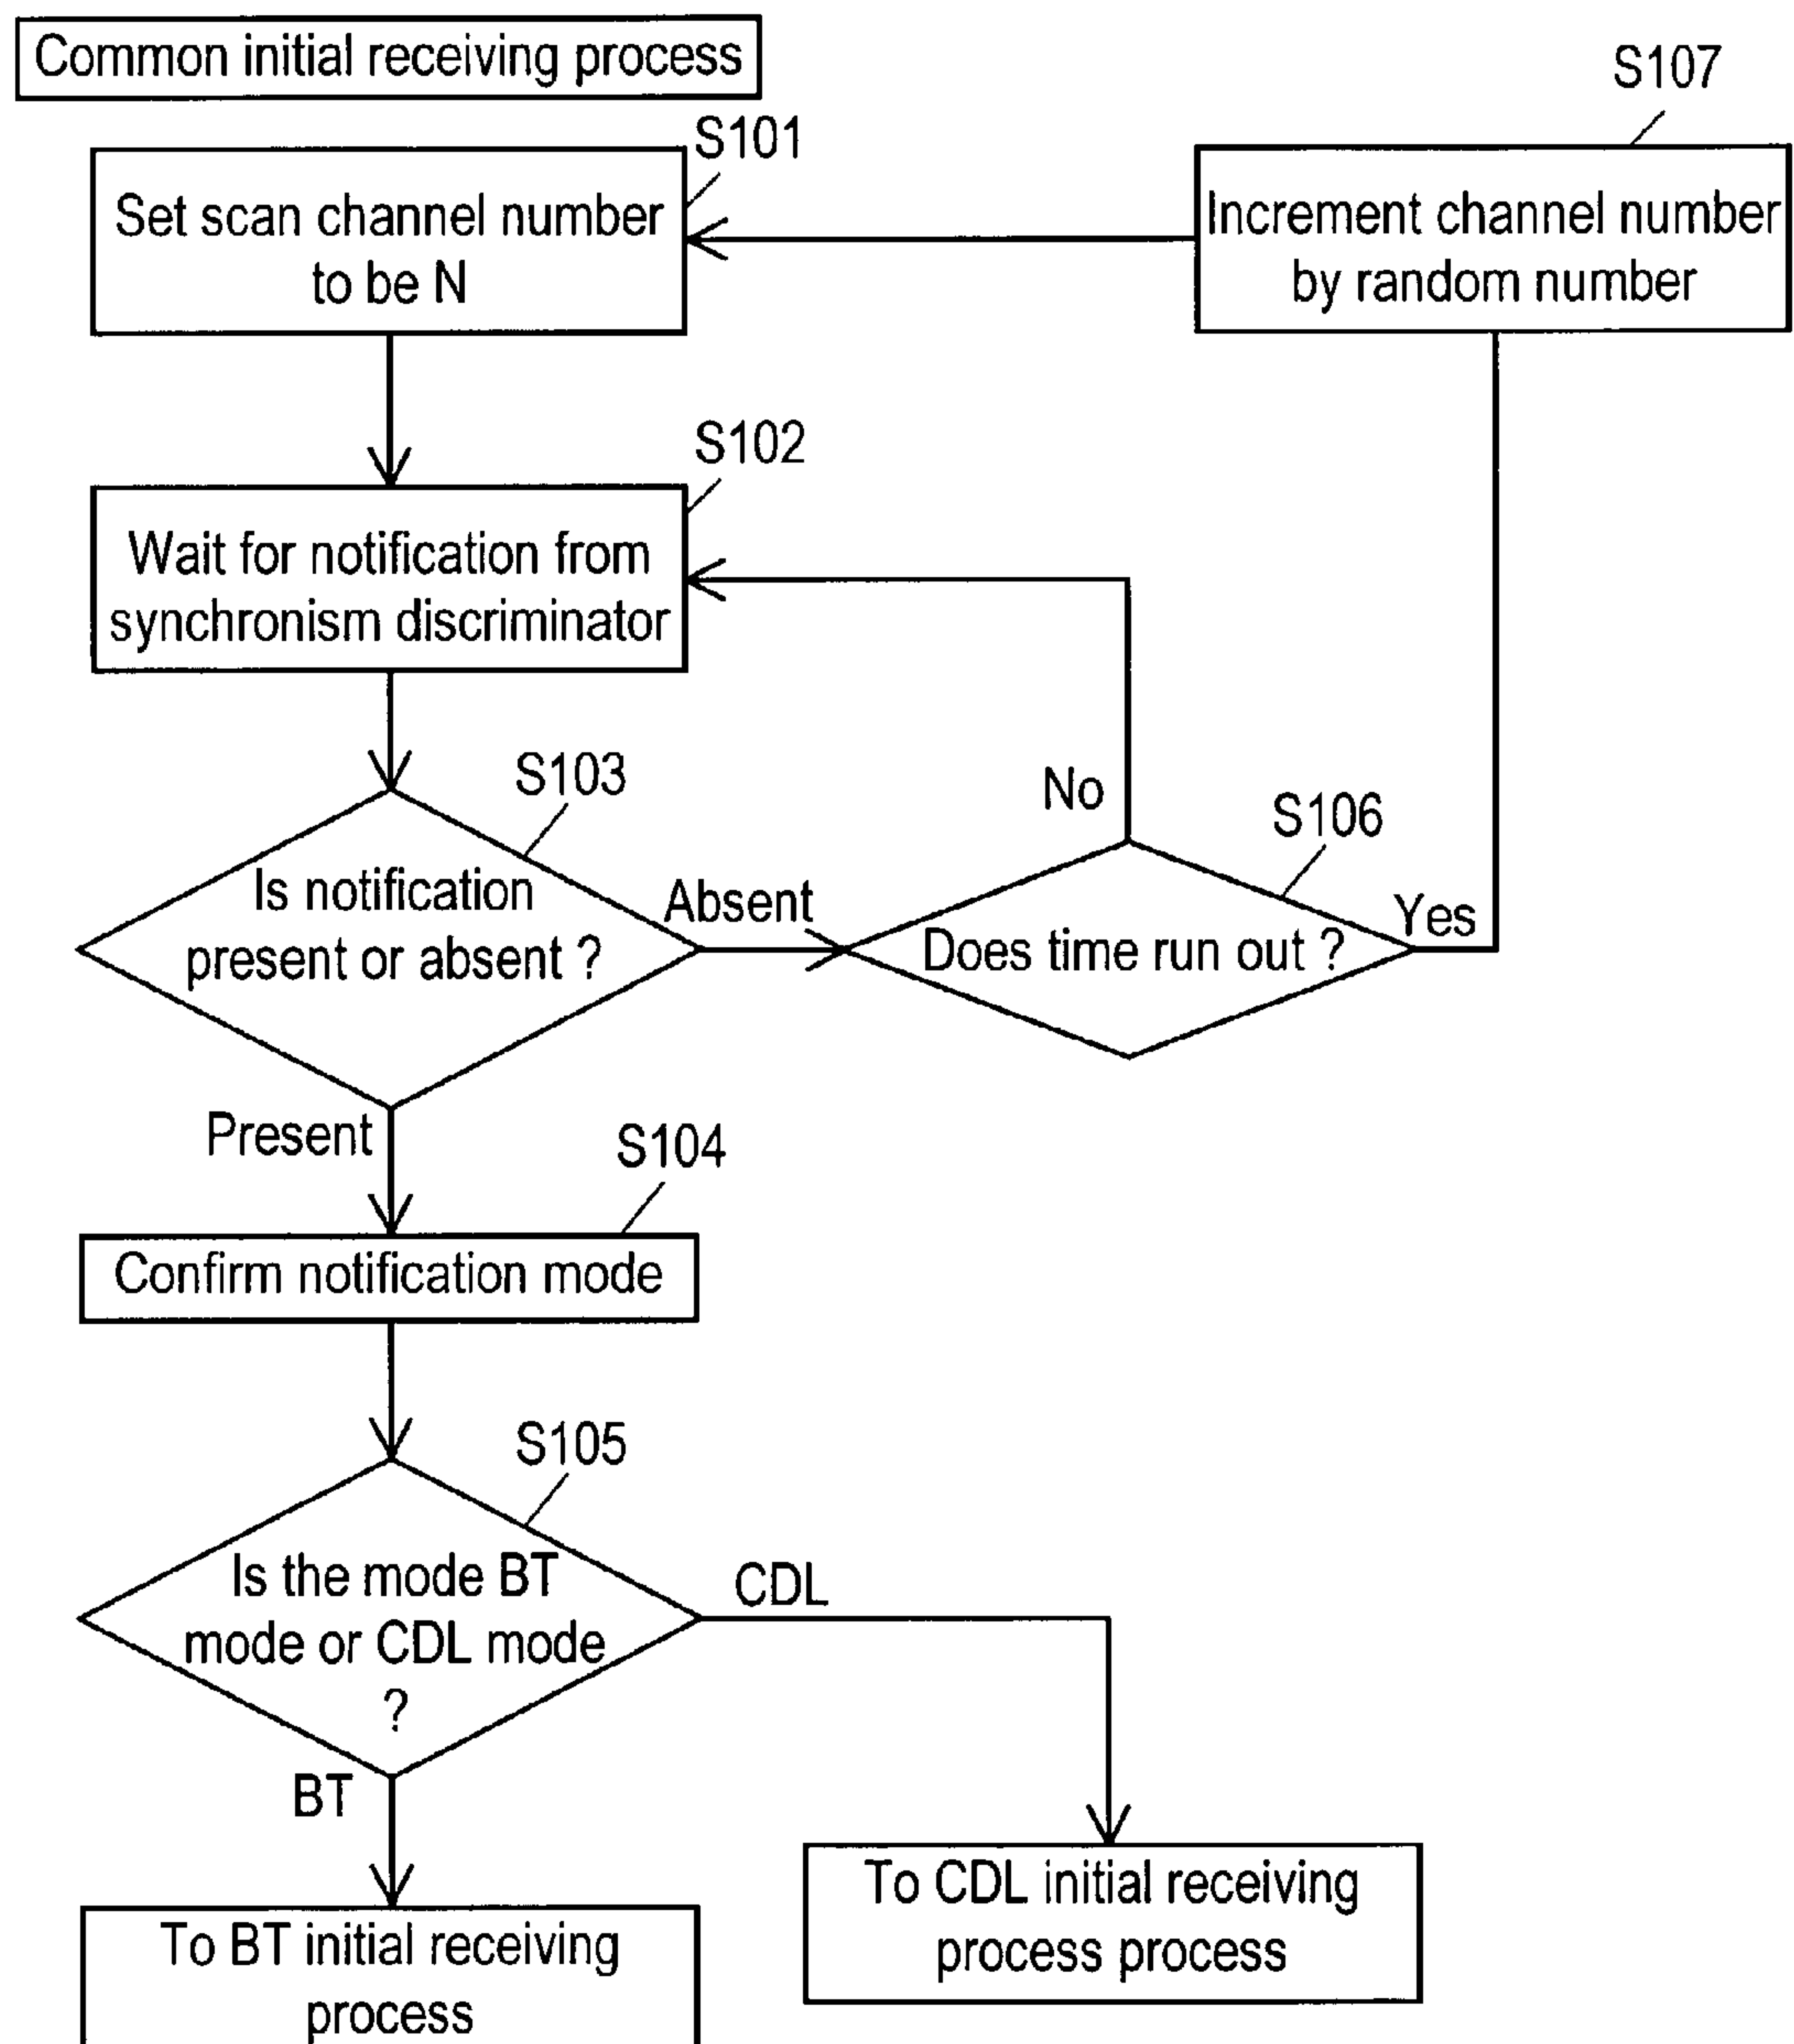 Common initial receiving process
S107
S101
Set scan channel number
to be N
Increment channel number
by random number
S102
Wait for notification from
synchronism discriminator
S103
No
S106
Is notification
present or absent ?
Absent
Does time run out ?
Yes
Present
S104
Confirm notification mode
S105
Is the mode BT
mode or CDL mode
?
CDL
BT
To CDL initial receiving
process process
To BT initial receiving
process